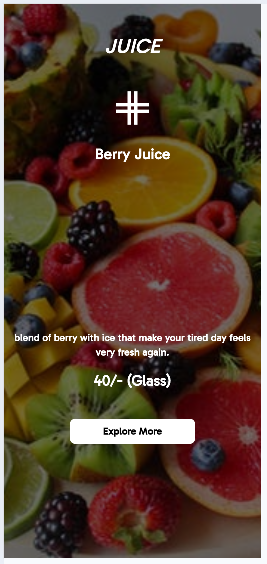 JUICE
Berry Juice
blend of berry with ice that make your tired day feels
very fresh again.
40/- (Glass)
Explore More